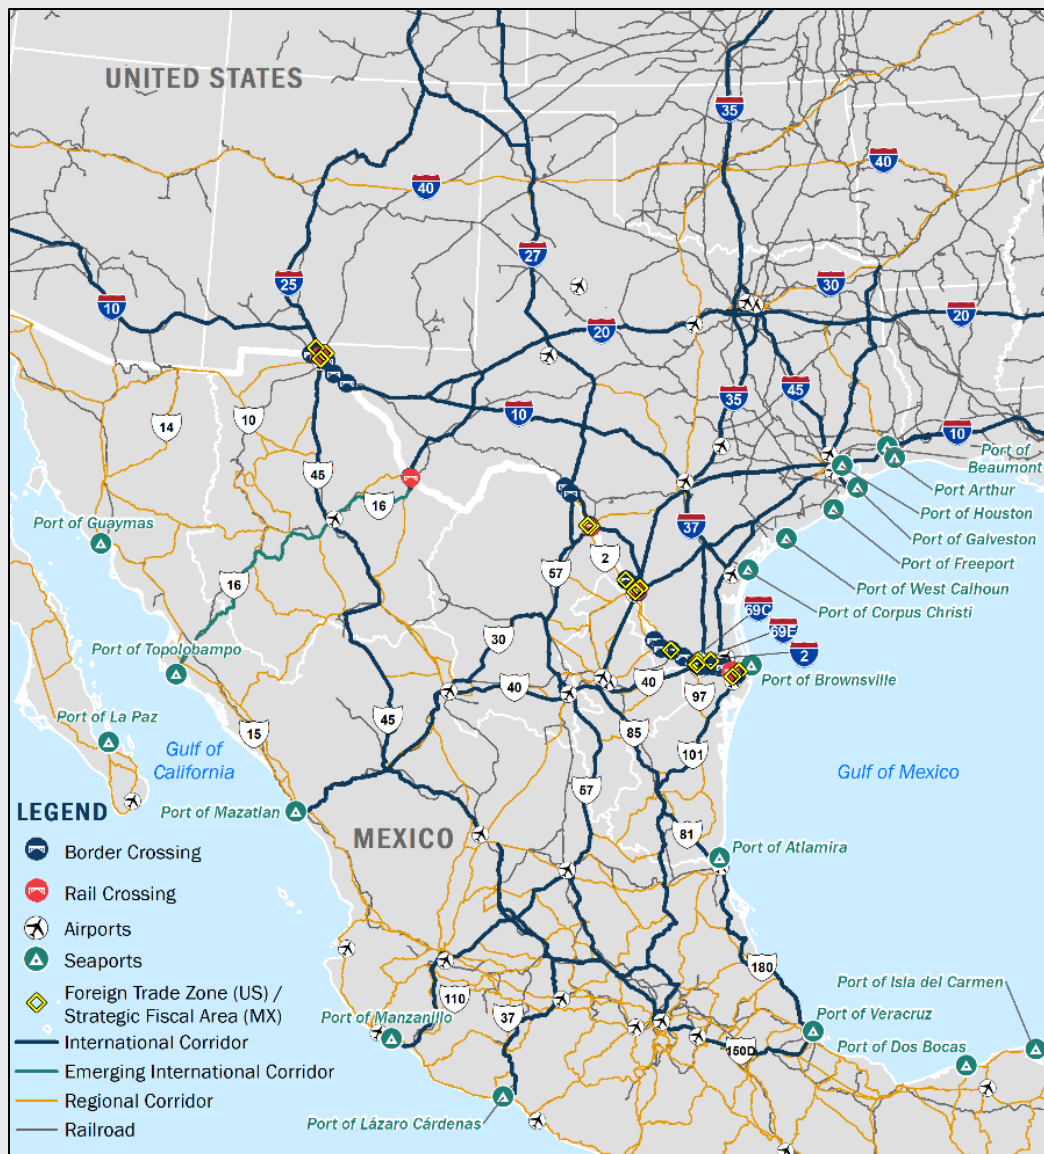 UNITED STATES
35
40
40
27
25
30
10
20
20
45
35
10
10
14
10
Port of
Beaumont
45
Port Arthur
16
Port of Houston
37
Port of Guaymas
Port of Galveston
2
Port of Freeport
57
16
Port of West Calhoun
69C
Port of Corpus Christi
69E
30
2
Port of Topolobampo
Port of Brownsville
40
40
97
Port of La Paz
45
15
85
Gulf of
California
101
Gulf of Mexico
57
LEGEND
Port of Mazatlan
MEXICO
81
Border Crossing
Port of Atlamira
Rail Crossing
Airports
Seaports
180
Port of Isla del Carmen
Foreign Trade Zone (US) /
Strategic Fiscal Area (MX)
110
Port of Manzanillo
37
Port of Veracruz
International Corridor
150D
Port of Dos Bocas
Emerging International Corridor
Regional Corridor
Port of Lázaro Cárdenas
Railroad